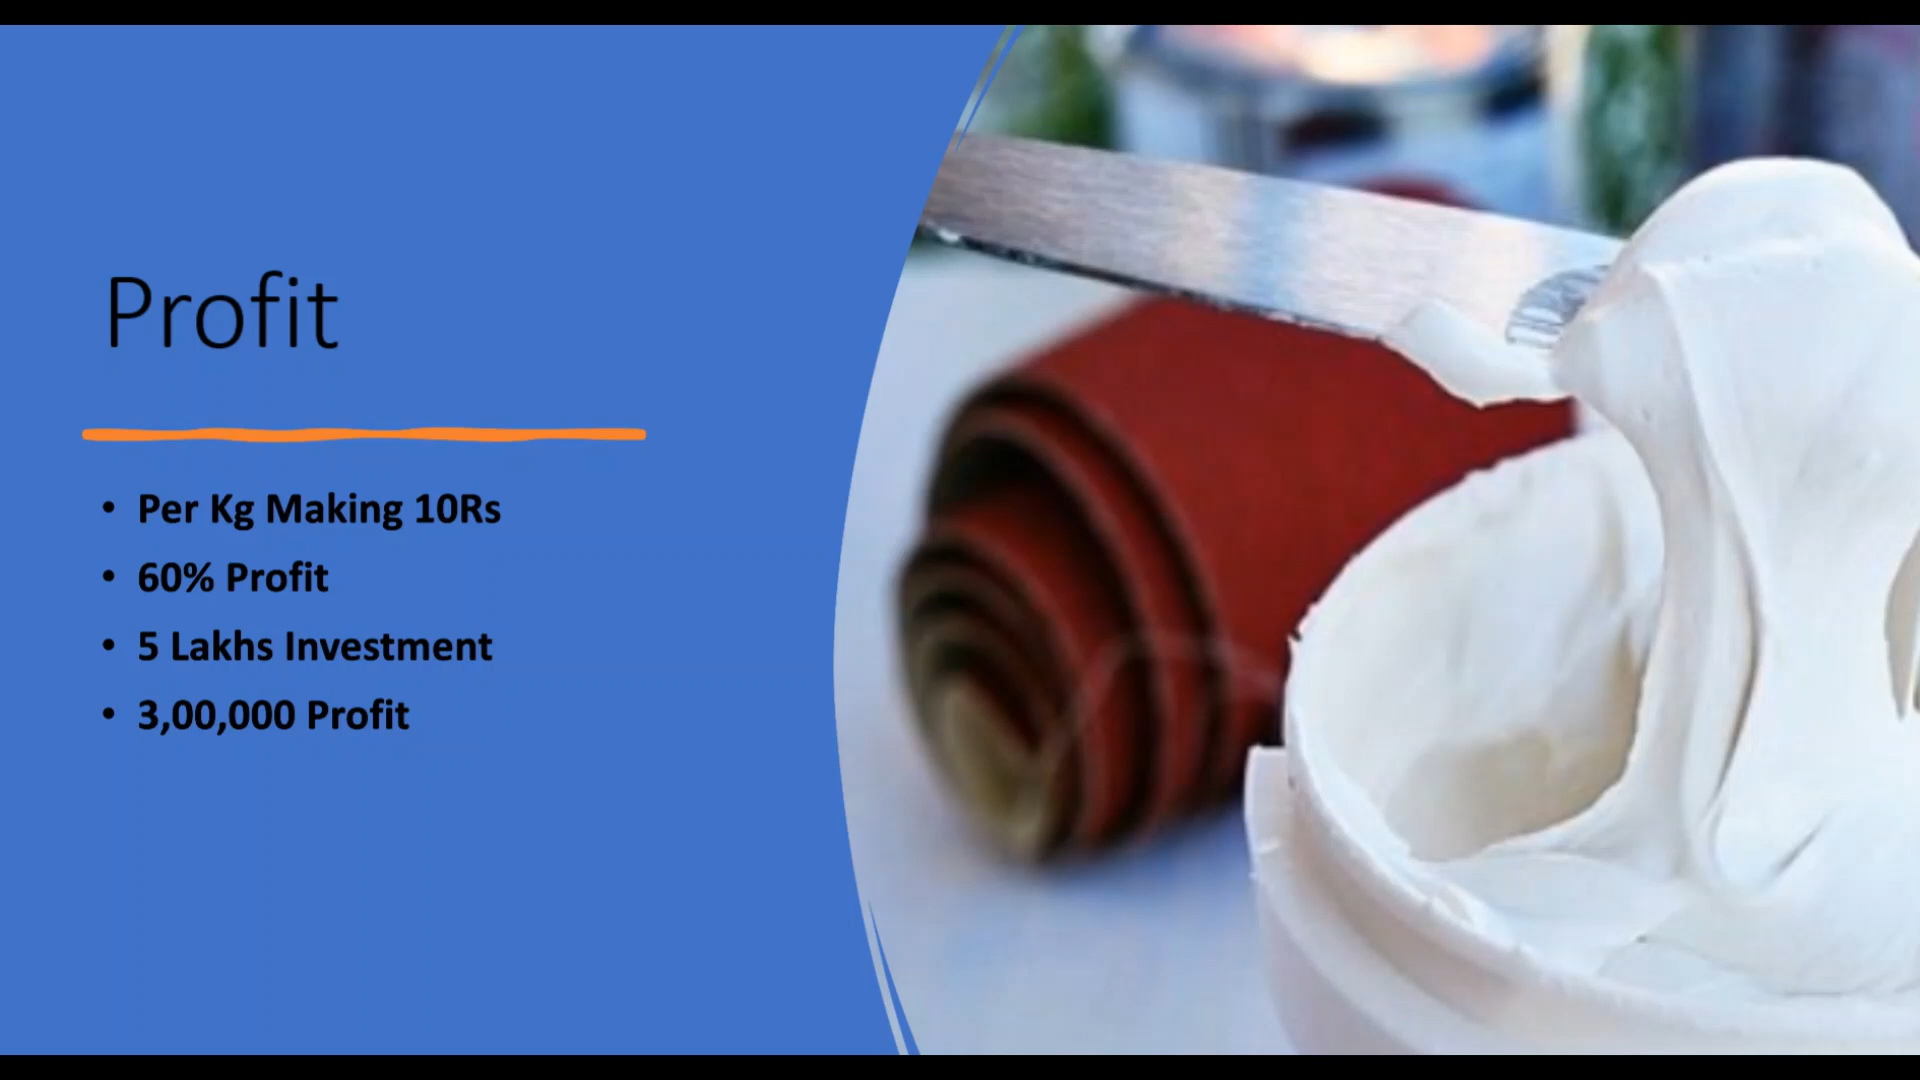 Profit
• Per Kg Making 10Rs
• 60% Profit
• 5 Lakhs Investment
• 3,00,000 Profit